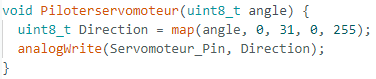 void Piloterservomoteur(uint8_t angle) {
  uint8_t Direction = map(angle, 0, 31, 0, 255);
  analogWrite(Servomoteur_Pin, Direction);
}